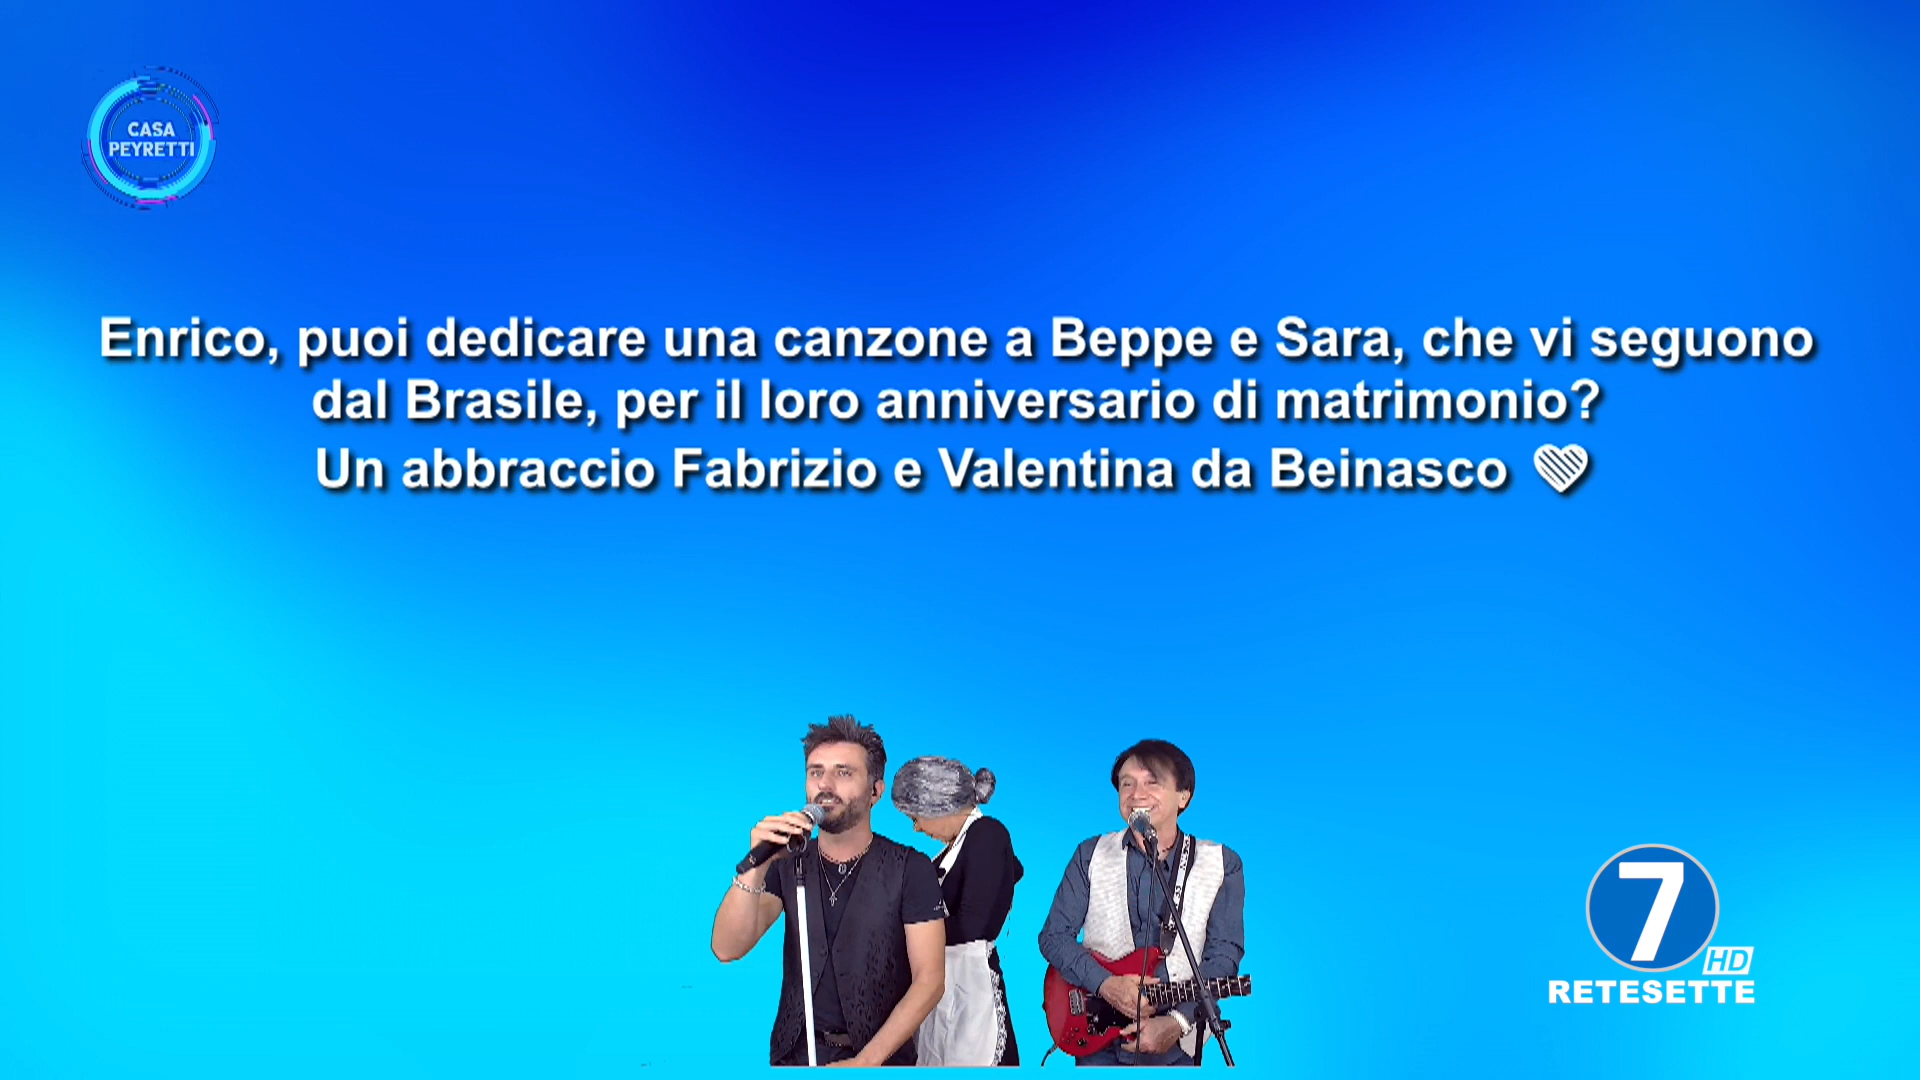 CASA
PEYRETTI
Enrico, puoi dedicare una canzone a Beppe e Sara, che vi seguono
dal Brasile, per il loro anniversario di matrimonio?
Un abbraccio Fabrizio e Valentina da Beinasco
7
HD
RETESETTE